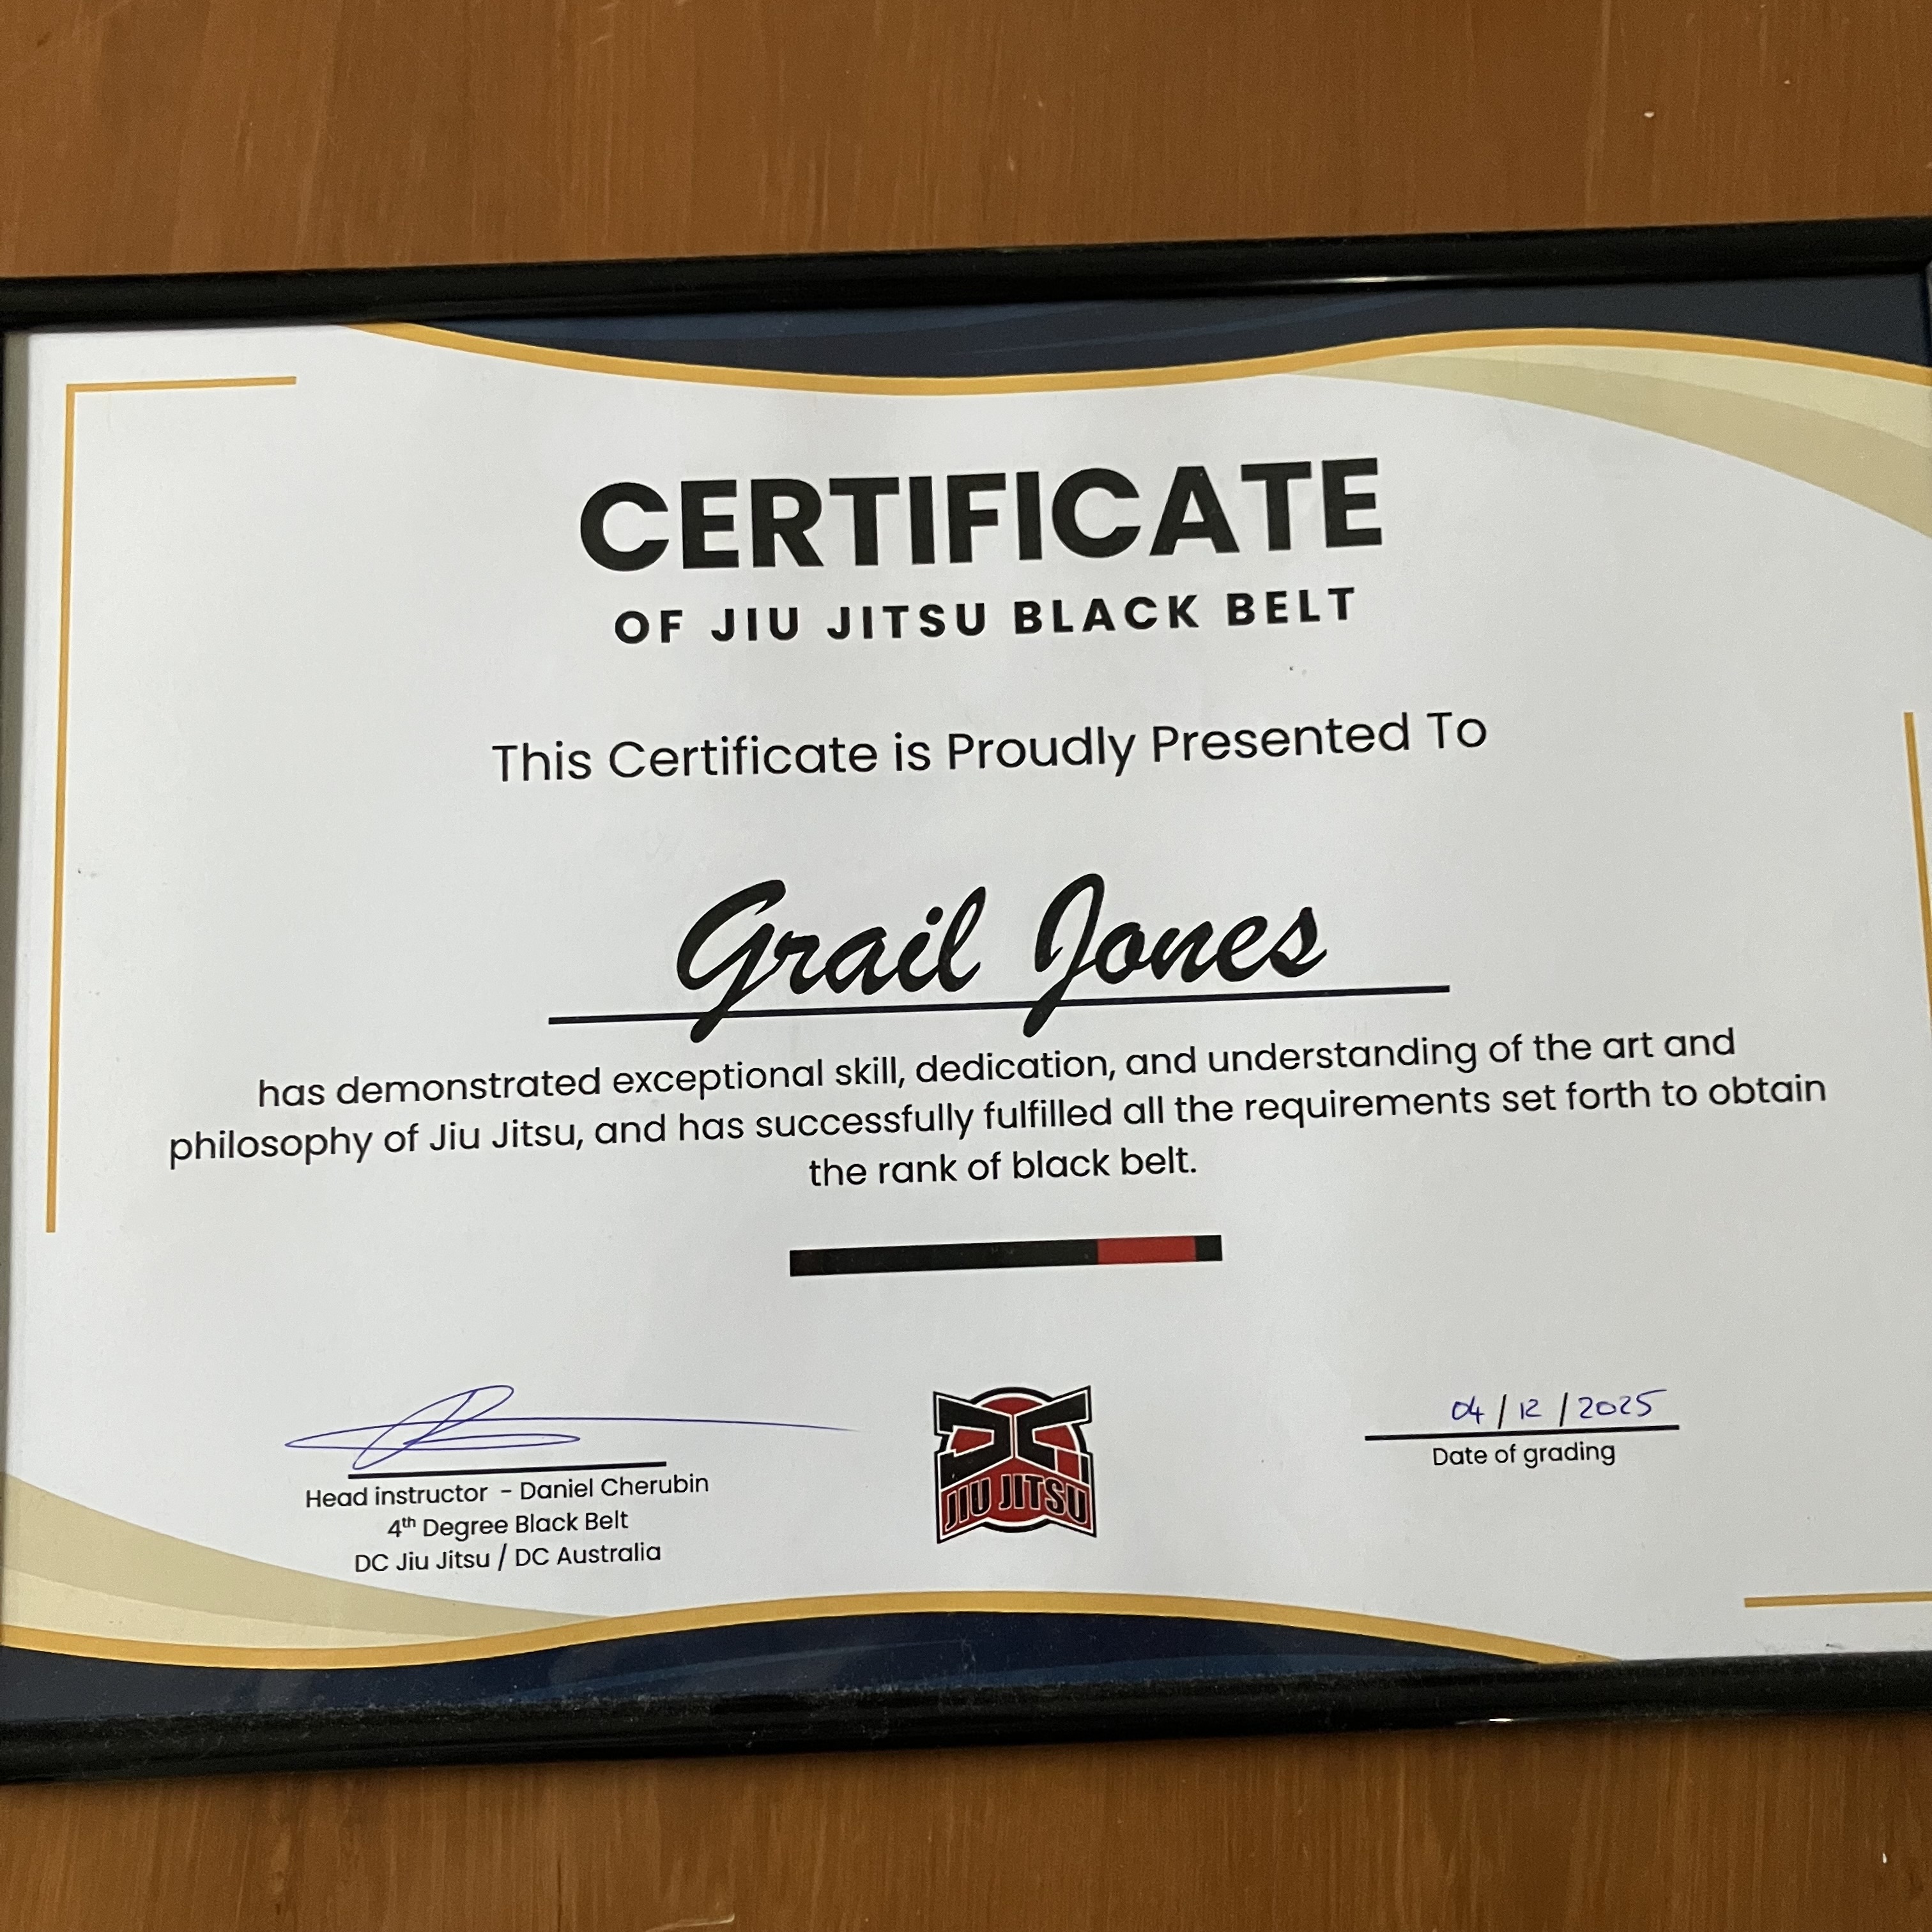 CERTIFICATE
OF JIU JITSU BLACK BELT
This Certificate is Proudly Presented To
Grail Jones
has demonstrated exceptional skill, dedication, and understanding of the art and
philosophy of Jiu Jitsu, and has successfully fulfilled all the requirements set forth to obtain
the rank of black belt.
Head instructor - Daniel Cherubin
4th Degree Black Belt
DC Jiu Jitsu / DC Australia
DC
JIU JITSU
04/12/2025
Date of grading